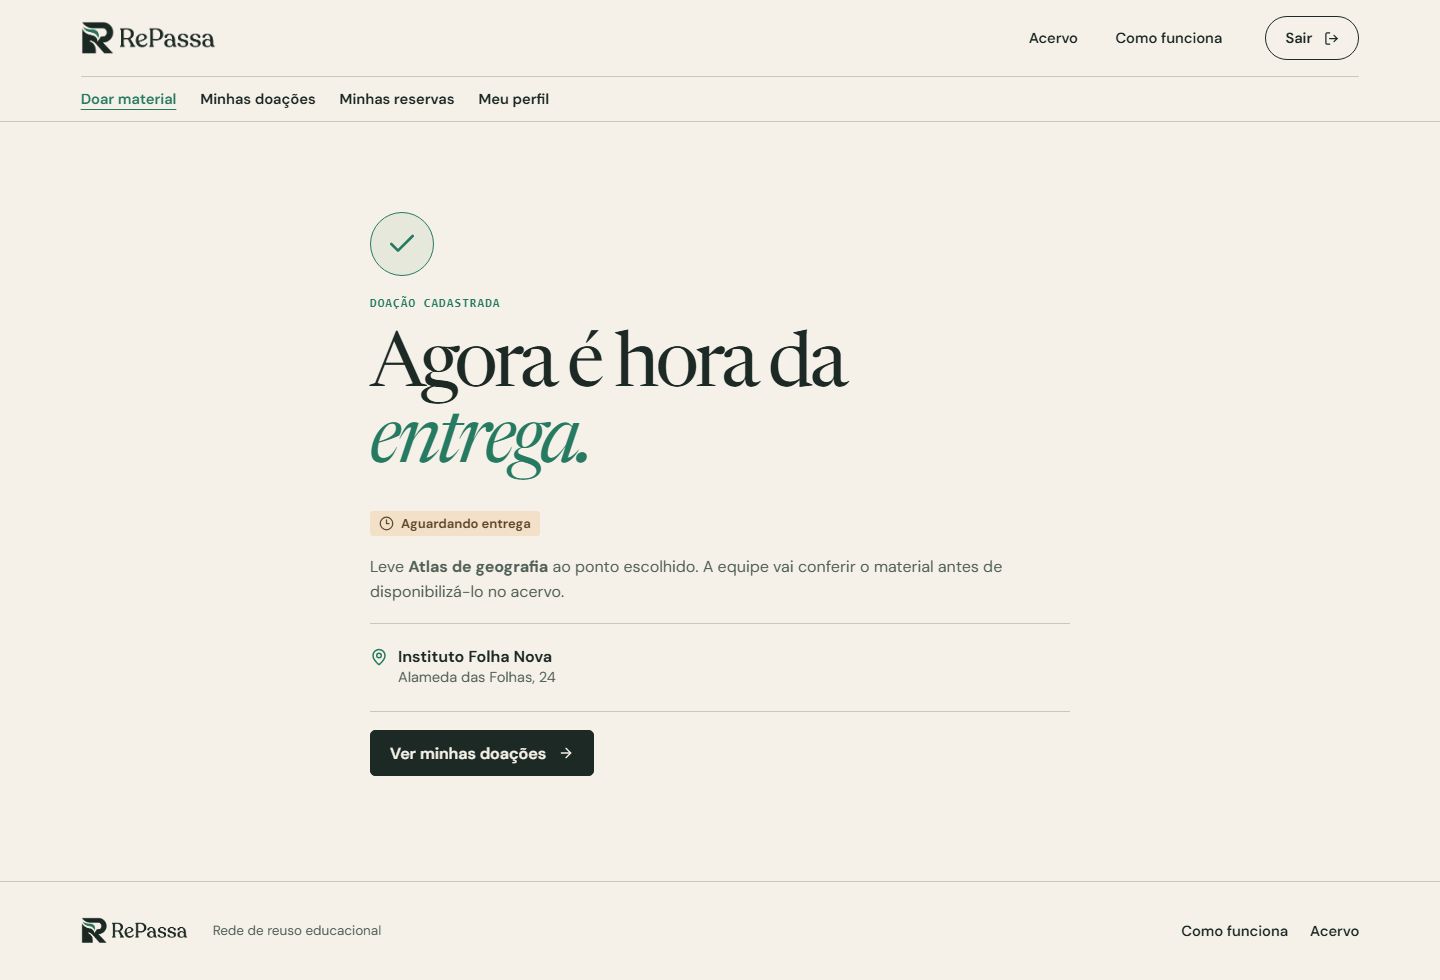 RePassa
Acervo
Como funciona
Sair
Doar material
Minhas doações
Minhas reservas
Meu perfil
DOAÇÃO CADASTRADA
Agora é hora da
entrega.
Aguardando entrega
Leve Atlas de geografia ao ponto escolhido. A equipe vai conferir o material antes de
disponibilizá-lo no acervo.
Instituto Folha Nova
Alameda das Folhas, 24
Ver minhas doações
RePassa
Rede de reuso educacional
Como funciona
Acervo